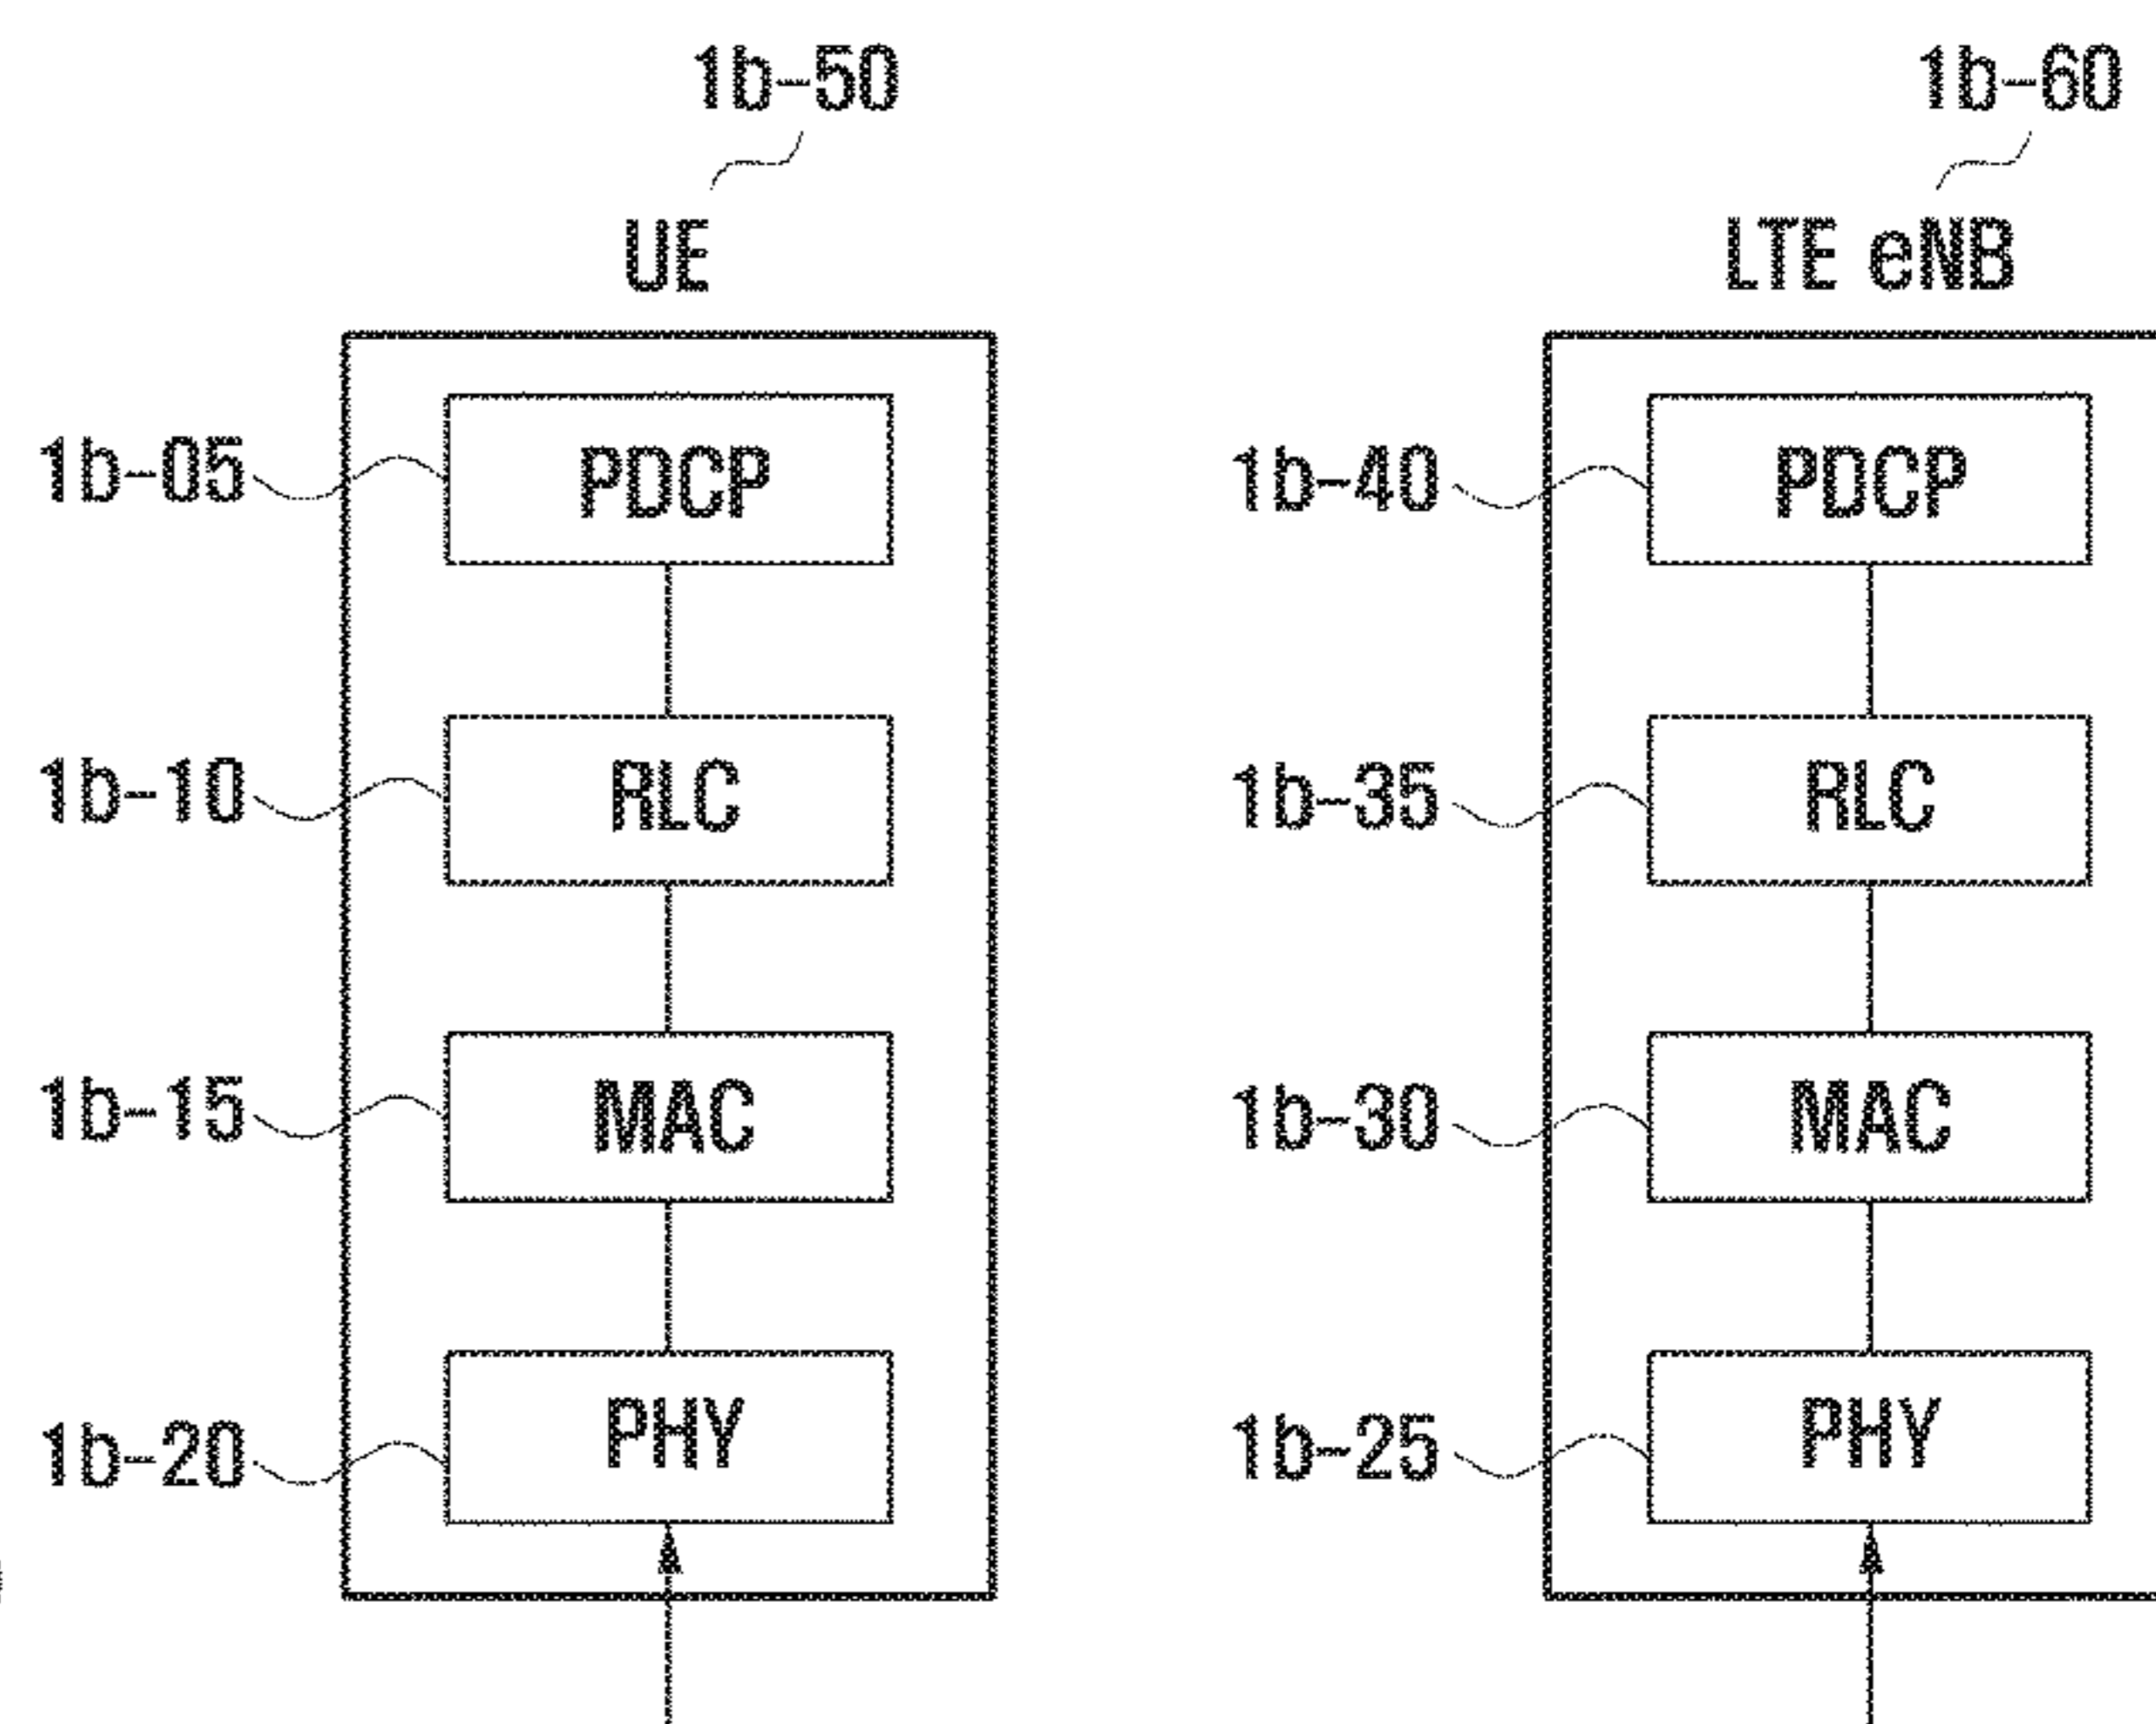 1b-50
1b-60
UE
LTE eNB
1b-05
PDCP
1b-40
PDCP
1b-10
RLC
1b-35
RLC
1b-15
MAC
1b-30
MAC
1b-20
PHY
1b-25
PHY